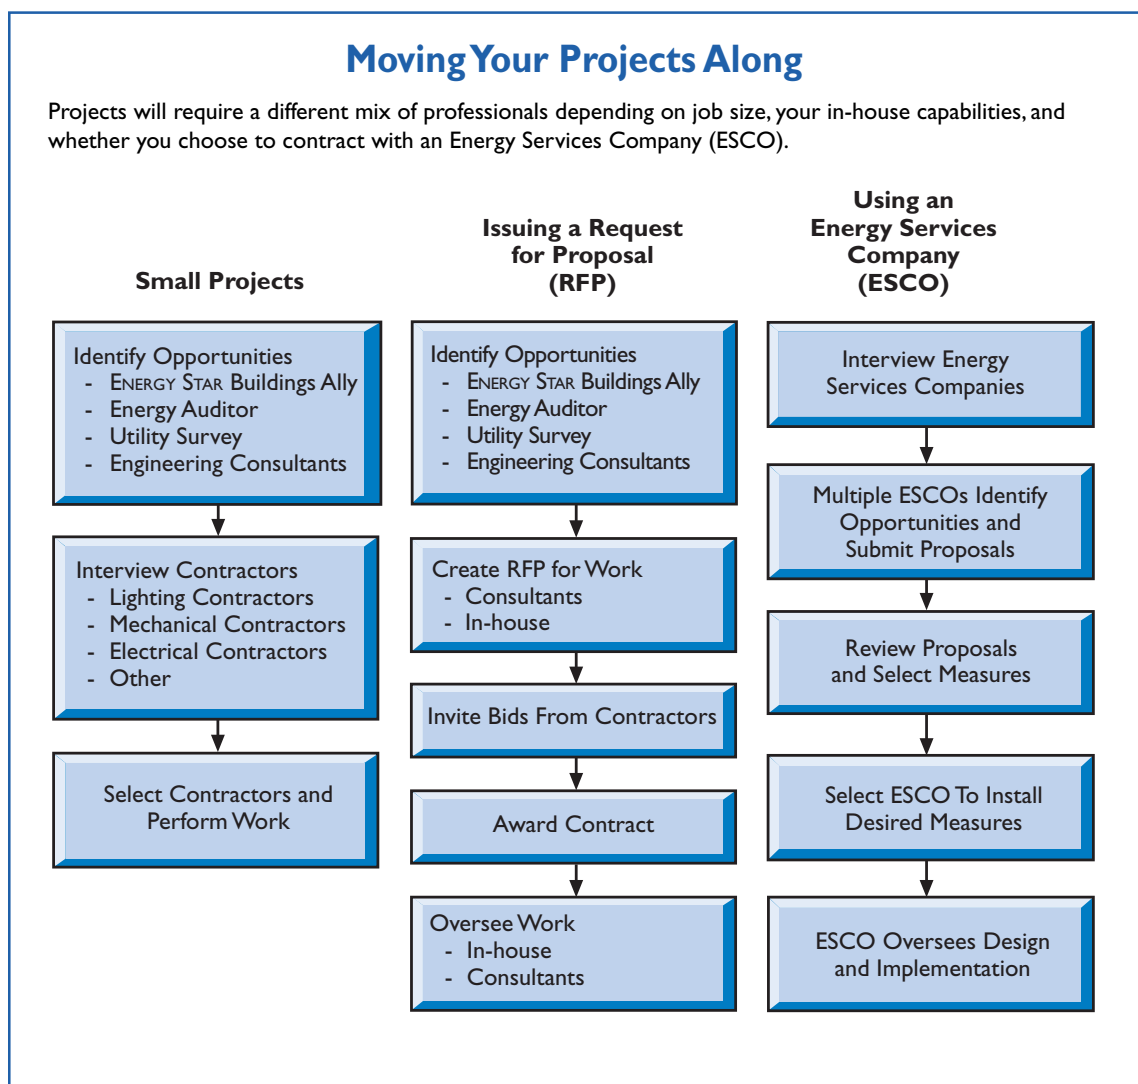 Moving Your Projects Along
Projects will require a different mix of professionals depending on job size, your in-house capabilities, and
whether you choose to contract with an Energy Services Company (ESCO).
Small Projects
Identify Opportunities
- ENERGY STAR Buildings Ally
- Energy Auditor
- Utility Survey
- Engineering Consultants
Interview Contractors
- Lighting Contractors
- Mechanical Contractors
- Electrical Contractors
- Other
Select Contractors and
Perform Work
Issuing a Request
for Proposal
(RFP)
Identify Opportunities
- ENERGY STAR Buildings Ally
- Energy Auditor
- Utility Survey
- Engineering Consultants
Create RFP for Work
- Consultants
- In-house
Invite Bids From Contractors
Award Contract
Oversee Work
- In-house
- Consultants
Using an
Energy Services
Company
(ESCO)
Interview Energy
Services Companies
Multiple ESCOs Identify
Opportunities and
Submit Proposals
Review Proposals
and Select Measures
Select ESCO To Install
Desired Measures
ESCO Oversees Design
and Implementation